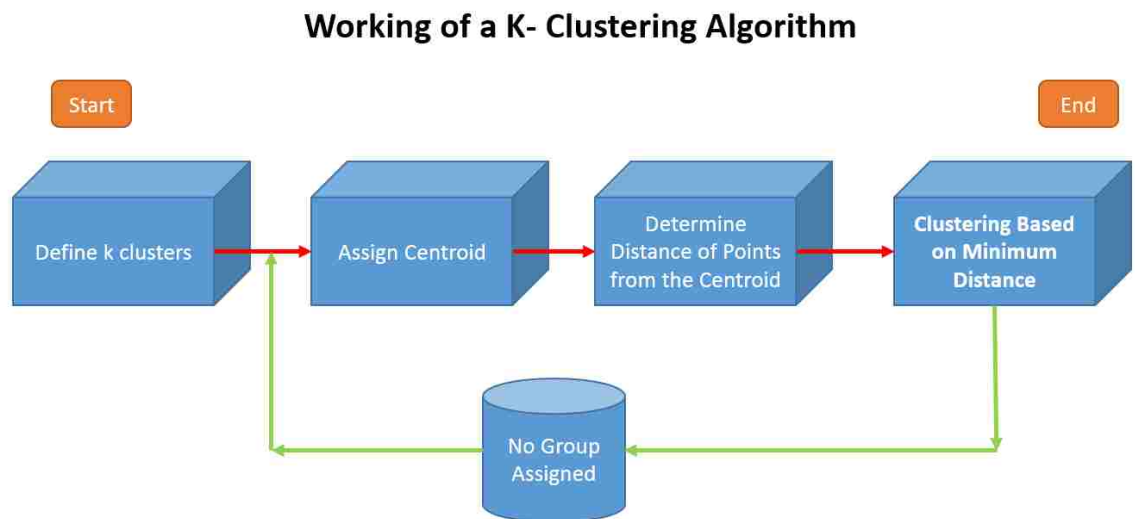 Working of a K- Clustering Algorithm
Start
End
Define k clusters
Assign Centroid
Determine
Distance of Points
from the Centroid
Clustering Based
on Minimum
Distance
No Group
Assigned